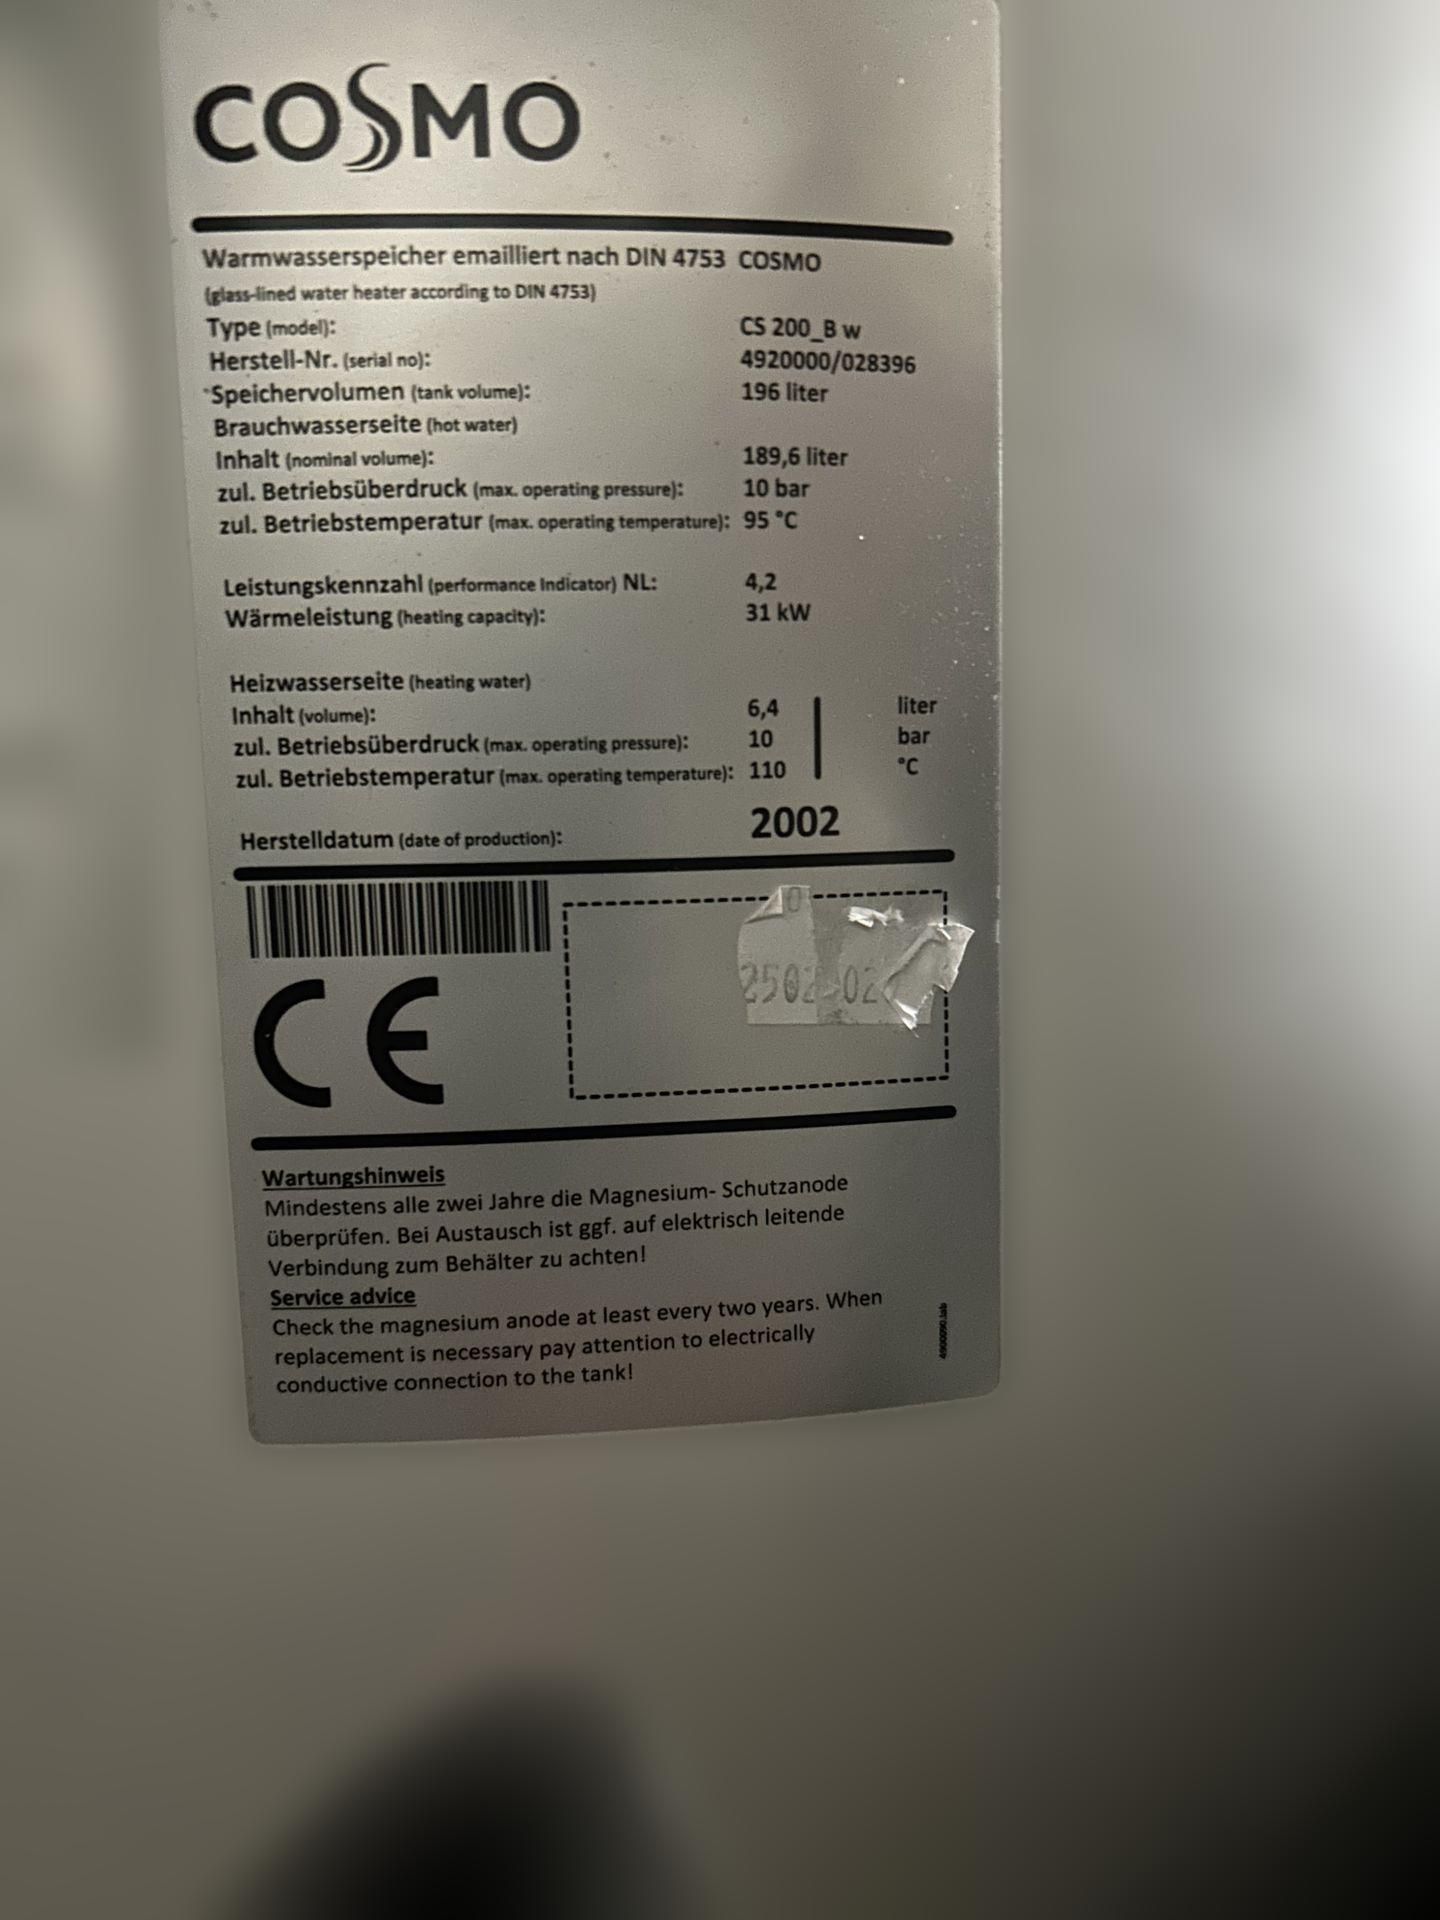 COSMO
Warmwasserspeicher emailliert nach DIN 4753 COSMO
(glass-lined water heater according to DIN 4753)
Type (model): CS 200_B w
Herstell-Nr. (serial no): 4920000/028396
Speichervolumen (tank volume): 196 liter
Brauchwasserseite (hot water)
Inhalt (nominal volume): 189,6 liter
zul. Betriebsüberdruck (max. operating pressure): 10 bar
zul. Betriebstemperatur (max. operating temperature): 95 °C
Leistungskennzahl (performance Indicator) NL: 4,2
Wärmeleistung (heating capacity): 31 kW
Heizwasserseite (heating water)
Inhalt (volume): 6,4 liter
zul. Betriebsüberdruck (max. operating pressure): 10 bar
zul. Betriebstemperatur (max. operating temperature): 110 °C
Herstelldatum (date of production): 2002
CE
Wartungshinweis
Mindestens alle zwei Jahre die Magnesium- Schutzanode
überprüfen. Bei Austausch ist ggf. auf elektrisch leitende
Verbindung zum Behälter zu achten!
Service advice
Check the magnesium anode at least every two years. When
replacement is necessary pay attention to electrically
conductive connection to the tank!
4900090.lab